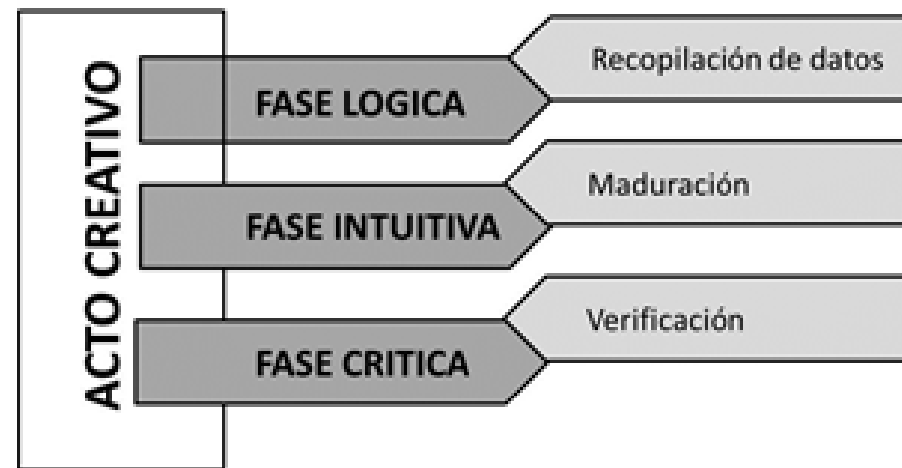 ACTO CREATIVO
FASE LOGICA
Recopilación de datos
FASE INTUITIVA
Maduración
FASE CRITICA
Verificación